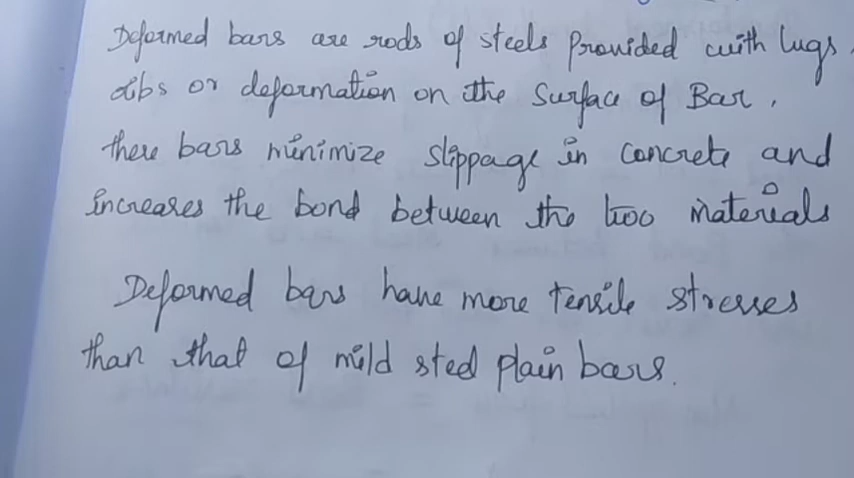 Deformed bars are rods of steels Provided with lugs,
ribs or deformation on the Surface of Bar,
these bars minimize slippage in concrete and
increases the bond between the two materials
Deformed bars have more tensile stresses
than that of mild steel plain bars.